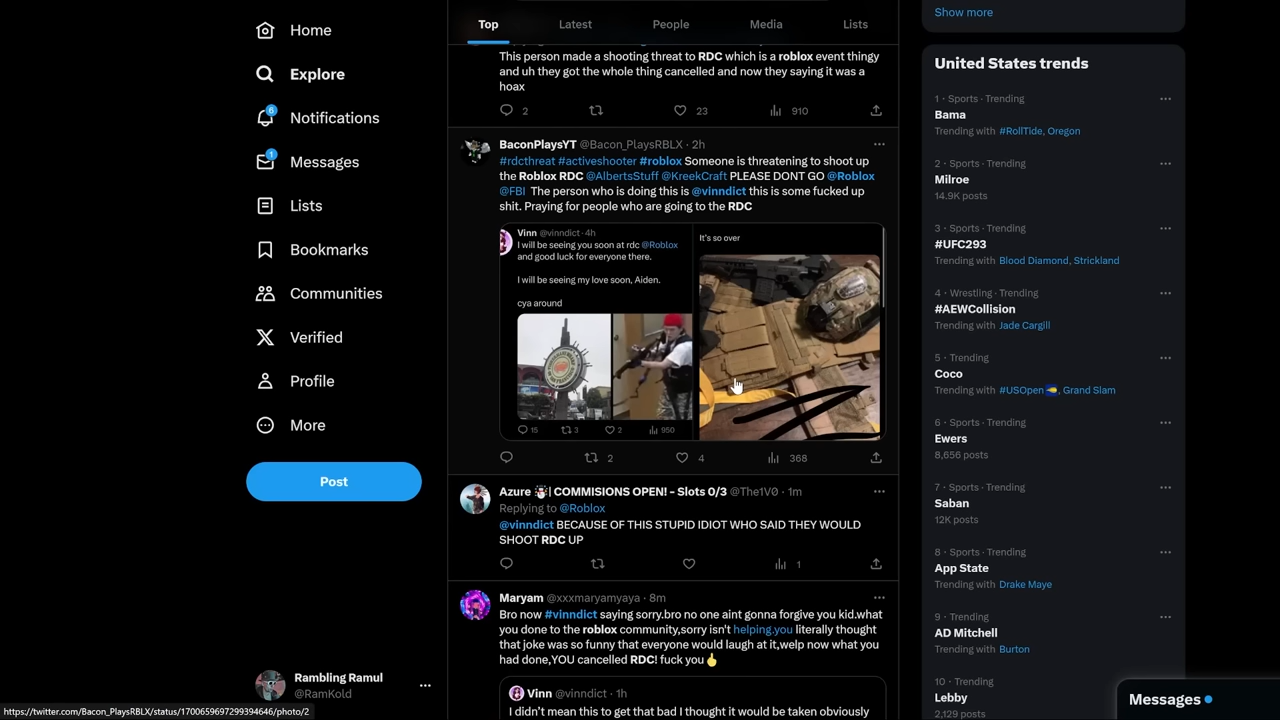 Home
Explore
6
Notifications
1
Messages
Lists
Bookmarks
Communities
Verified
Profile
More
Post
Rambling Ramul
@RamKold
https://twitter.com/Bacon_PlaysRBLX/status/1700659697299394646/photo/2
Top
Latest
People
Media
Lists
This person made a shooting threat to RDC which is a roblox event thingy
and uh they got the whole thing cancelled and now they saying it was a
hoax
2
23
910
BaconPlaysYT @Bacon_PlaysRBLX · 2h
#rdcthreat #activeshooter #roblox Someone is threatening to shoot up
the Roblox RDC @AlbertsStuff @KreekCraft PLEASE DONT GO @Roblox
@FBI The person who is doing this is @vinndict this is some fucked up
shit. Praying for people who are going to the RDC
Vinn @vinndict · 4h
I will be seeing you soon at rdc @Roblox
and good luck for everyone there.
I will be seeing my love soon, Aiden.
cya around
15
3
2
950
It's so over
2
4
368
Azure | COMMISIONS OPEN! - Slots 0/3 @The1V0 · 1m
Replying to @Roblox
@vinndict BECAUSE OF THIS STUPID IDIOT WHO SAID THEY WOULD
SHOOT RDC UP
1
Maryam @xxxmaryamyaya · 8m
Bro now #vinndict saying sorry.bro no one aint gonna forgive you kid.what
you done to the roblox community,sorry isn't helping.you literally thought
that joke was so funny that everyone would laugh at it,welp now what you
had done,YOU cancelled RDC! fuck you
Vinn @vinndict · 1h
I didn't mean this to get that bad I thought it would be taken obviously
Show more
United States trends
1 · Sports · Trending
Bama
Trending with #RollTide, Oregon
2 · Sports · Trending
Milroe
14.9K posts
3 · Sports · Trending
#UFC293
Trending with Blood Diamond, Strickland
4 · Wrestling · Trending
#AEWCollision
Trending with Jade Cargill
5 · Trending
Coco
Trending with #USOpen, Grand Slam
6 · Sports · Trending
Ewers
8,656 posts
7 · Sports · Trending
Saban
12K posts
8 · Sports · Trending
App State
Trending with Drake Maye
9 · Trending
AD Mitchell
Trending with Burton
10 · Trending
Lebby
2,129 posts
Messages